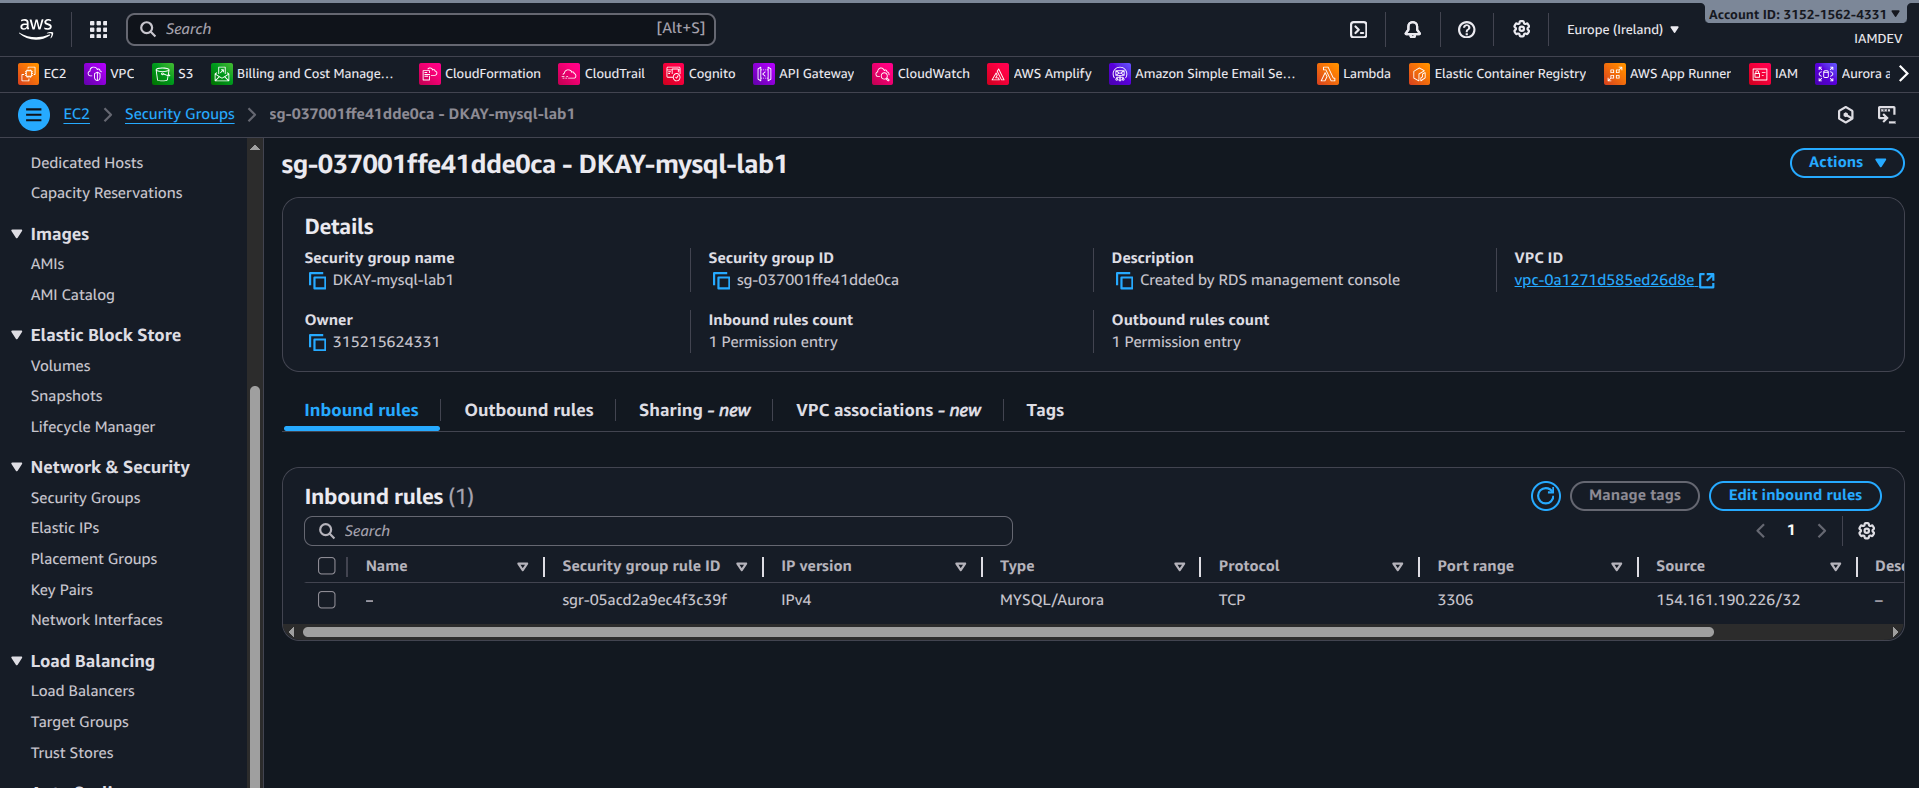 aws
Search [Alt+S]
Europe (Ireland)
Account ID: 3152-1562-4331
IAMDEV
EC2 VPC S3 Billing and Cost Manage... CloudFormation CloudTrail Cognito API Gateway CloudWatch AWS Amplify Amazon Simple Email Se... Lambda Elastic Container Registry AWS App Runner IAM Aurora a
EC2 Security Groups sg-037001ffe41dde0ca - DKAY-mysql-lab1
Dedicated Hosts
Capacity Reservations
Images
AMIs
AMI Catalog
Elastic Block Store
Volumes
Snapshots
Lifecycle Manager
Network & Security
Security Groups
Elastic IPs
Placement Groups
Key Pairs
Network Interfaces
Load Balancing
Load Balancers
Target Groups
Trust Stores
sg-037001ffe41dde0ca - DKAY-mysql-lab1
Actions
Details
Security group name Security group ID Description VPC ID
DKAY-mysql-lab1 sg-037001ffe41dde0ca Created by RDS management console vpc-0a1271d585ed26d8e
Owner Inbound rules count Outbound rules count
315215624331 1 Permission entry 1 Permission entry
Inbound rules Outbound rules Sharing - new VPC associations - new Tags
Inbound rules (1)
Manage tags Edit inbound rules
Search
1
Name Security group rule ID IP version Type Protocol Port range Source Desc
– sgr-05acd2a9ec4f3c39f IPv4 MYSQL/Aurora TCP 3306 154.161.190.226/32 –